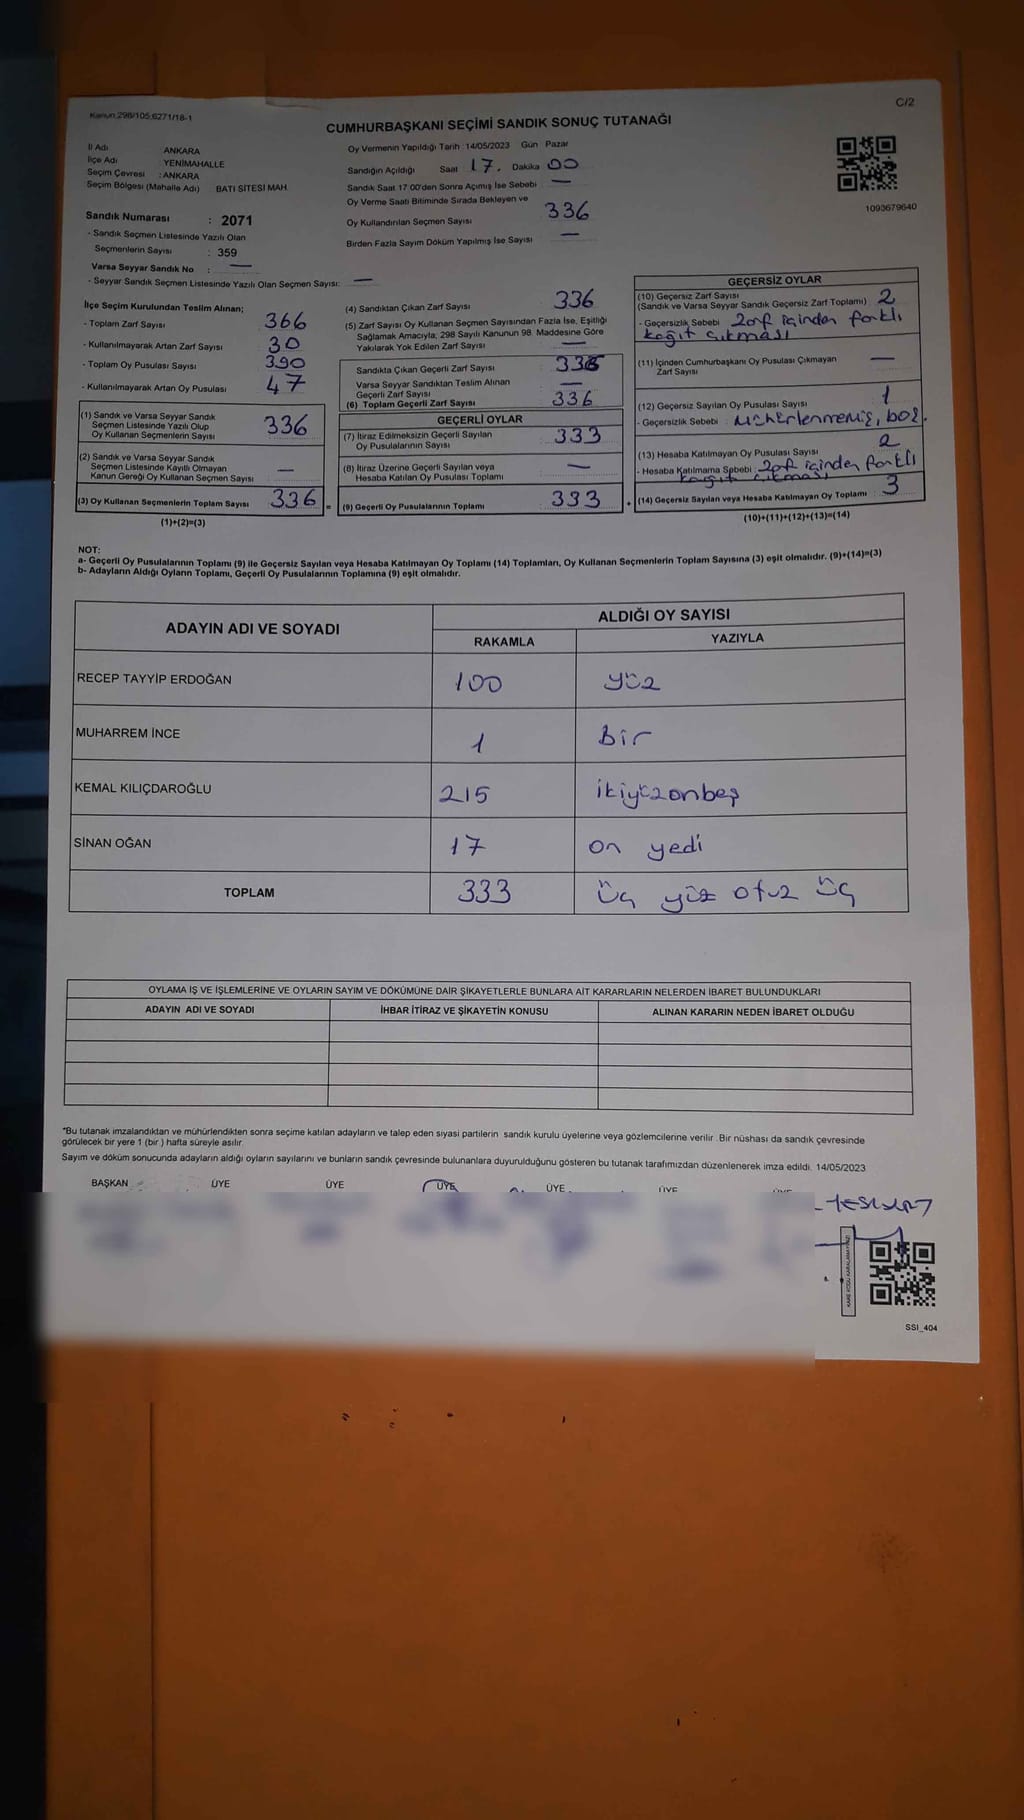 Kanun 298/105:6271/18-1
C/2
CUMHURBAŞKANI SEÇİMİ SANDIK SONUÇ TUTANAĞI
İl Adı ANKARA
İlçe Adı YENİMAHALLE
Seçim Çevresi : ANKARA
Seçim Bölgesi (Mahalle Adı) BATI SİTESİ MAH.
Sandık Numarası : 2071
- Sandık Seçmen Listesinde Yazılı Olan
Seçmenlerin Sayısı : 359
Varsa Seyyar Sandık No : —
- Seyyar Sandık Seçmen Listesinde Yazılı Olan Seçmen Sayısı: —
Oy Vermenin Yapıldığı Tarih :14/05/2023 Gün Pazar
Sandığın Açıldığı Saat 17. Dakika 00
Sandık Saat 17:00'den Sonra Açımış İse Sebebi —
Oy Verme Saati Bitiminde Sırada Bekleyen ve
Oy Kullandırılan Seçmen Sayısı 336
Birden Fazla Sayım Döküm Yapılmış İse Sayısı —
1093679640
İlçe Seçim Kurulundan Teslim Alınan;
- Toplam Zarf Sayısı 366
- Kullanılmayarak Artan Zarf Sayısı 30
- Toplam Oy Pusulası Sayısı 390
- Kullanılmayarak Artan Oy Pusulası 47
(1) Sandık ve Varsa Seyyar Sandık
Seçmen Listesinde Yazılı Olup
Oy Kullanan Seçmenlerin Sayısı 336
(2) Sandık ve Varsa Seyyar Sandık
Seçmen Listesinde Kayıtlı Olmayan
Kanun Gereği Oy Kullanan Seçmen Sayısı —
(3) Oy Kullanan Seçmenlerin Toplam Sayısı 336 =
(1)+(2)=(3)
(4) Sandıktan Çıkan Zarf Sayısı 336
(5) Zarf Sayısı Oy Kullanan Seçmen Sayısından Fazla İse, Eşitliği
Sağlamak Amacıyla, 298 Sayılı Kanunun 98. Maddesine Göre
Yakılarak Yok Edilen Zarf Sayısı —
Sandıkta Çıkan Geçerli Zarf Sayısı 336
Varsa Seyyar Sandıktan Teslim Alınan
Geçerli Zarf Sayısı —
(6) Toplam Geçerli Zarf Sayısı 336
GEÇERLİ OYLAR
(7) İtiraz Edilmeksizin Geçerli Sayılan
Oy Pusulalarının Sayısı 333
(8) İtiraz Üzerine Geçerli Sayılan veya
Hesaba Katılan Oy Pusulası Toplamı —
(9) Geçerli Oy Pusulalarının Toplamı 333 +
GEÇERSİZ OYLAR
(10) Geçersiz Zarf Sayısı
(Sandık ve Varsa Seyyar Sandık Geçersiz Zarf Toplamı) 2
- Geçersizlik Sebebi : Zarf içinden farklı
kağıt çıkması
(11) İçinden Cumhurbaşkanı Oy Pusulası Çıkmayan
Zarf Sayısı —
(12) Geçersiz Sayılan Oy Pusulası Sayısı 1
- Geçersizlik Sebebi : Mühürlenmemiş, boş.
(13) Hesaba Katılmayan Oy Pusulası Sayısı 2
- Hesaba Katılmama Sebebi : Zarf içinden farklı
kağıt çıkması
(14) Geçersiz Sayılan veya Hesaba Katılmayan Oy Toplamı 3
(10)+(11)+(12)+(13)=(14)
NOT:
a- Geçerli Oy Pusulalarının Toplamı (9) ile Geçersiz Sayılan veya Hesaba Katılmayan Oy Toplamı (14) Toplamları, Oy Kullanan Seçmenlerin Toplam Sayısına (3) eşit olmalıdır. (9)+(14)=(3)
b- Adayların Aldığı Oyların Toplamı, Geçerli Oy Pusulalarının Toplamına (9) eşit olmalıdır.
ADAYIN ADI VE SOYADI
ALDIĞI OY SAYISI
RAKAMLA YAZIYLA
RECEP TAYYİP ERDOĞAN 100 yüz
MUHARREM İNCE 1 bir
KEMAL KILIÇDAROĞLU 215 ikiyüzonbeş
SİNAN OĞAN 17 on yedi
TOPLAM 333 üç yüz otuz üç
OYLAMA İŞ VE İŞLEMLERİNE VE OYLARIN SAYIM VE DÖKÜMÜNE DAİR ŞİKAYETLERLE BUNLARA AİT KARARLARIN NELERDEN İBARET BULUNDUKLARI
ADAYIN ADI VE SOYADI İHBAR İTİRAZ VE ŞİKAYETİN KONUSU ALINAN KARARIN NEDEN İBARET OLDUĞU
*Bu tutanak imzalandıktan ve mühürlendikten sonra seçime katılan adayların ve talep eden siyasi partilerin sandık kurulu üyelerine veya gözlemcilerine verilir .Bir nüshası da sandık çevresinde
görülecek bir yere 1 (bir ) hafta süreyle asılır.
Sayım ve döküm sonucunda adayların aldığı oyların sayılarını ve bunların sandık çevresinde bulunanlara duyurulduğunu gösteren bu tutanak tarafımızdan düzenlenerek imza edildi. 14/05/2023
BAŞKAN ÜYE ÜYE ÜYE ÜYE ÜYE
SSI_404